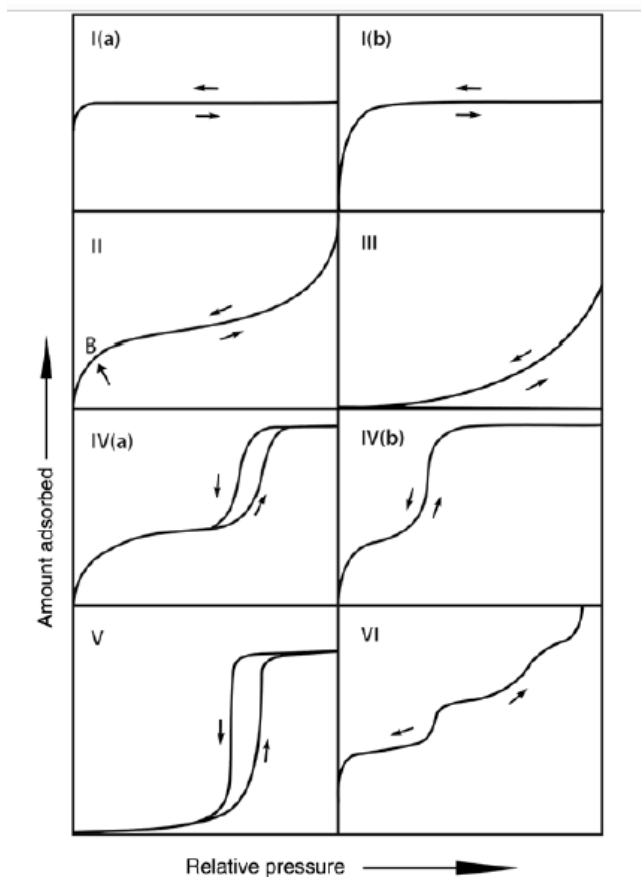 I(a)
I(b)
II
III
B
IV(a)
IV(b)
V
VI
Amount adsorbed
Relative pressure